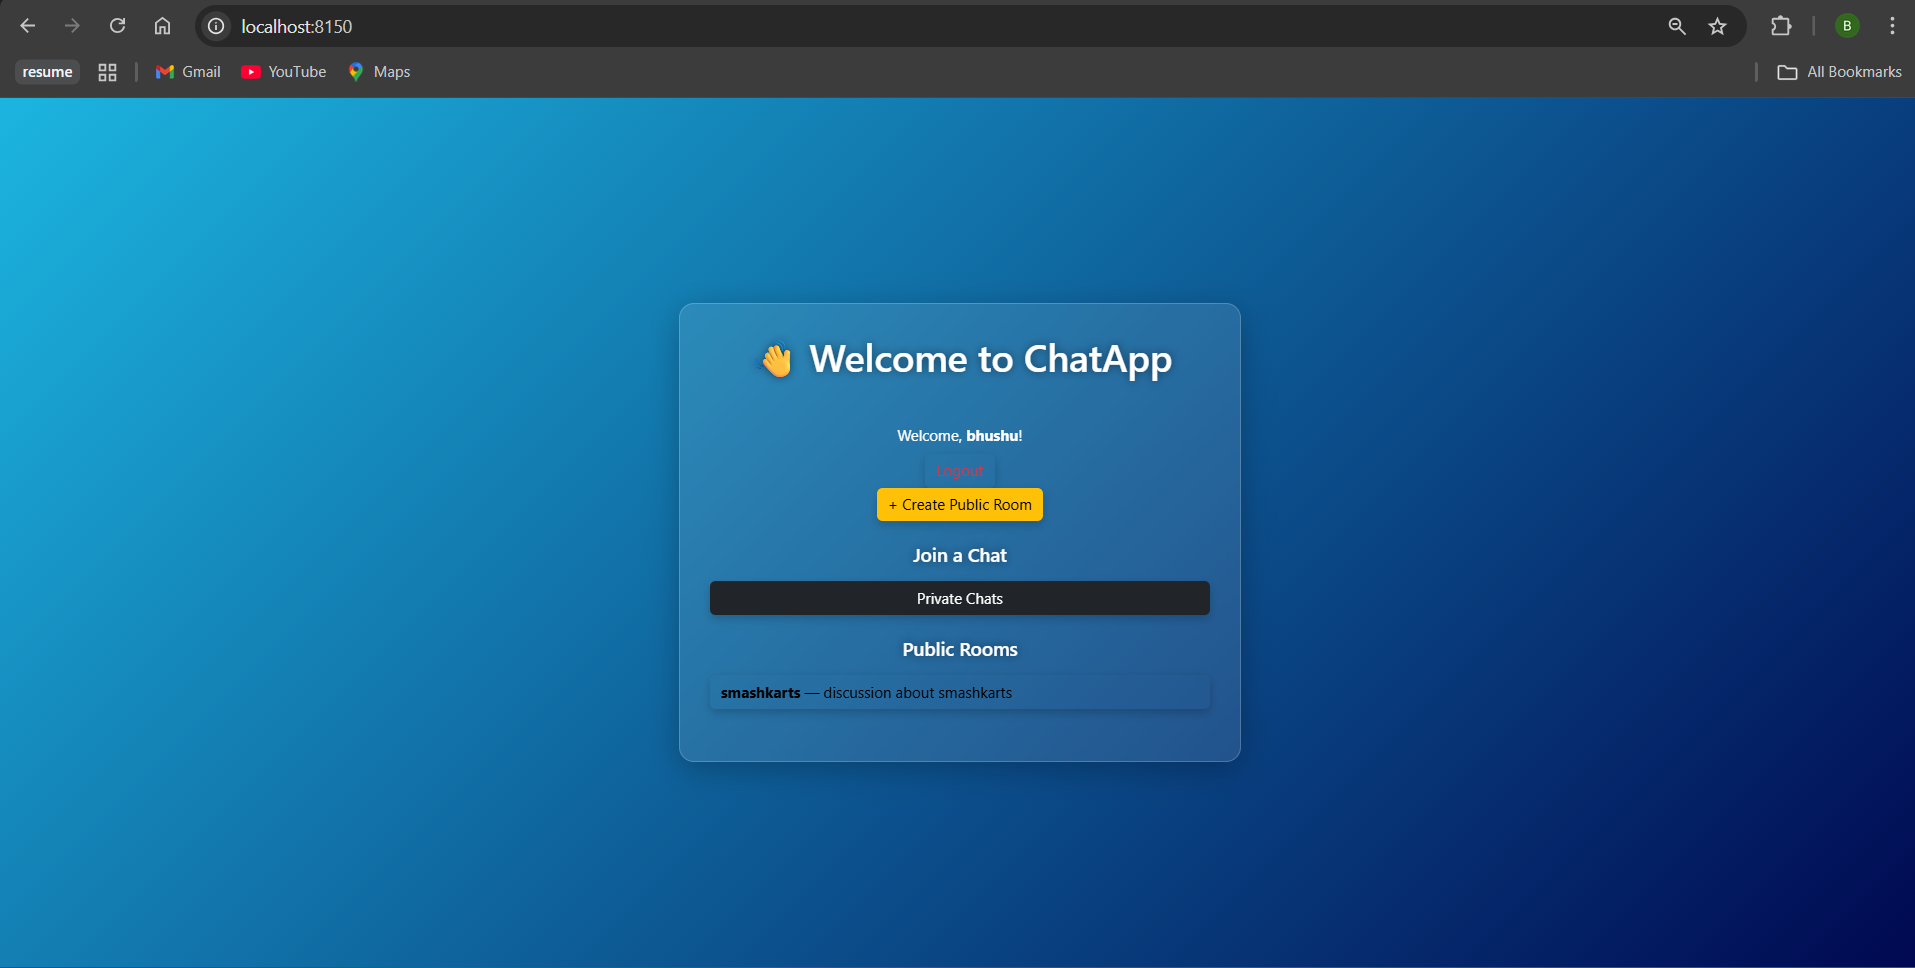 localhost:8150
B
resume
Gmail
YouTube
Maps
All Bookmarks
👋 Welcome to ChatApp
Welcome, bhushu!
Logout
+ Create Public Room
Join a Chat
Private Chats
Public Rooms
smashkarts — discussion about smashkarts